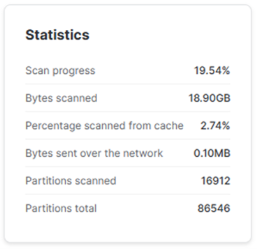 Statistics
Scan progress 19.54%
Bytes scanned 18.90GB
Percentage scanned from cache 2.74%
Bytes sent over the network 0.10MB
Partitions scanned 16912
Partitions total 86546